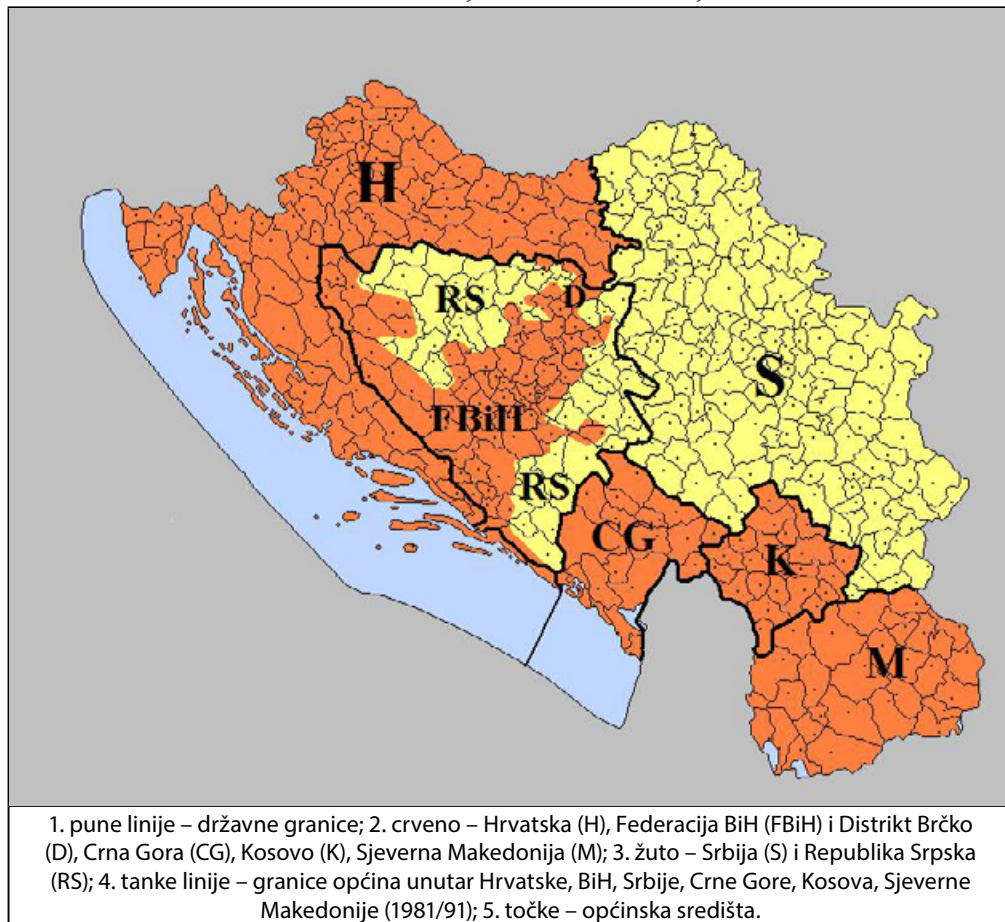 H
RS
D
S
FBiH
RS
CG
K
M
1. pune linije – državne granice; 2. crveno – Hrvatska (H), Federacija BiH (FBiH) i Distrikt Brčko
(D), Crna Gora (CG), Kosovo (K), Sjeverna Makedonija (M); 3. žuto – Srbija (S) i Republika Srpska
(RS); 4. tanke linije – granice općina unutar Hrvatske, BiH, Srbije, Crne Gore, Kosova, Sjeverne
Makedonije (1981/91); 5. točke – općinska središta.